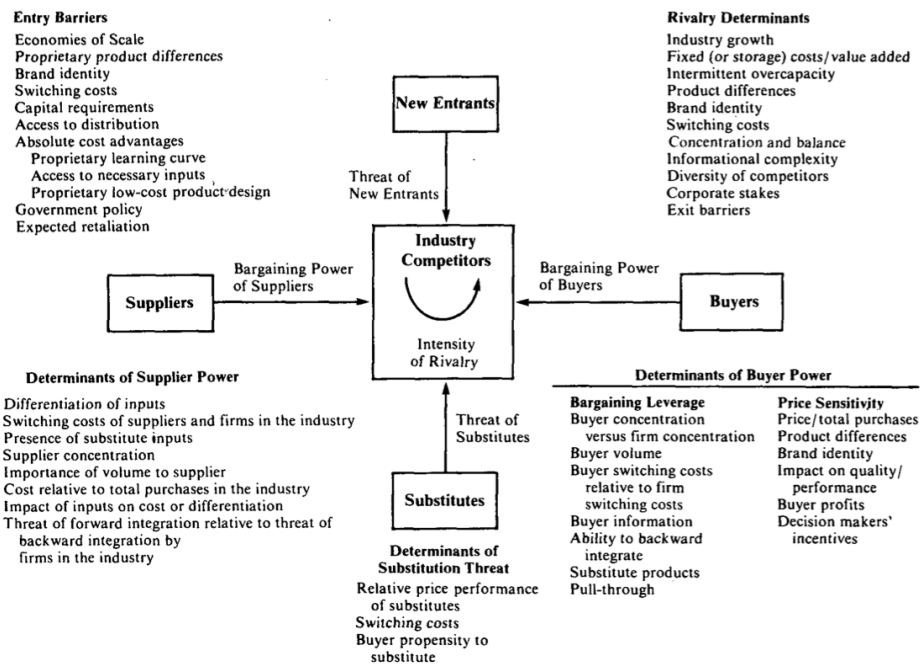 Entry Barriers
Economies of Scale
Proprietary product differences
Brand identity
Switching costs
Capital requirements
Access to distribution
Absolute cost advantages
Proprietary learning curve
Access to necessary inputs
Proprietary low-cost product design
Government policy
Expected retaliation
New Entrants
Threat of
New Entrants
Rivalry Determinants
Industry growth
Fixed (or storage) costs/value added
Intermittent overcapacity
Product differences
Brand identity
Switching costs
Concentration and balance
Informational complexity
Diversity of competitors
Corporate stakes
Exit barriers
Suppliers
Bargaining Power
of Suppliers
Industry
Competitors
Intensity
of Rivalry
Bargaining Power
of Buyers
Buyers
Determinants of Supplier Power
Differentiation of inputs
Switching costs of suppliers and firms in the industry
Presence of substitute inputs
Supplier concentration
Importance of volume to supplier
Cost relative to total purchases in the industry
Impact of inputs on cost or differentiation
Threat of forward integration relative to threat of
backward integration by
firms in the industry
Threat of
Substitutes
Substitutes
Determinants of
Substitution Threat
Relative price performance
of substitutes
Switching costs
Buyer propensity to
substitute
Determinants of Buyer Power
Bargaining Leverage
Buyer concentration
versus firm concentration
Buyer volume
Buyer switching costs
relative to firm
switching costs
Buyer information
Ability to backward
integrate
Substitute products
Pull-through
Price Sensitivity
Price/total purchases
Product differences
Brand identity
Impact on quality/
performance
Buyer profits
Decision makers'
incentives